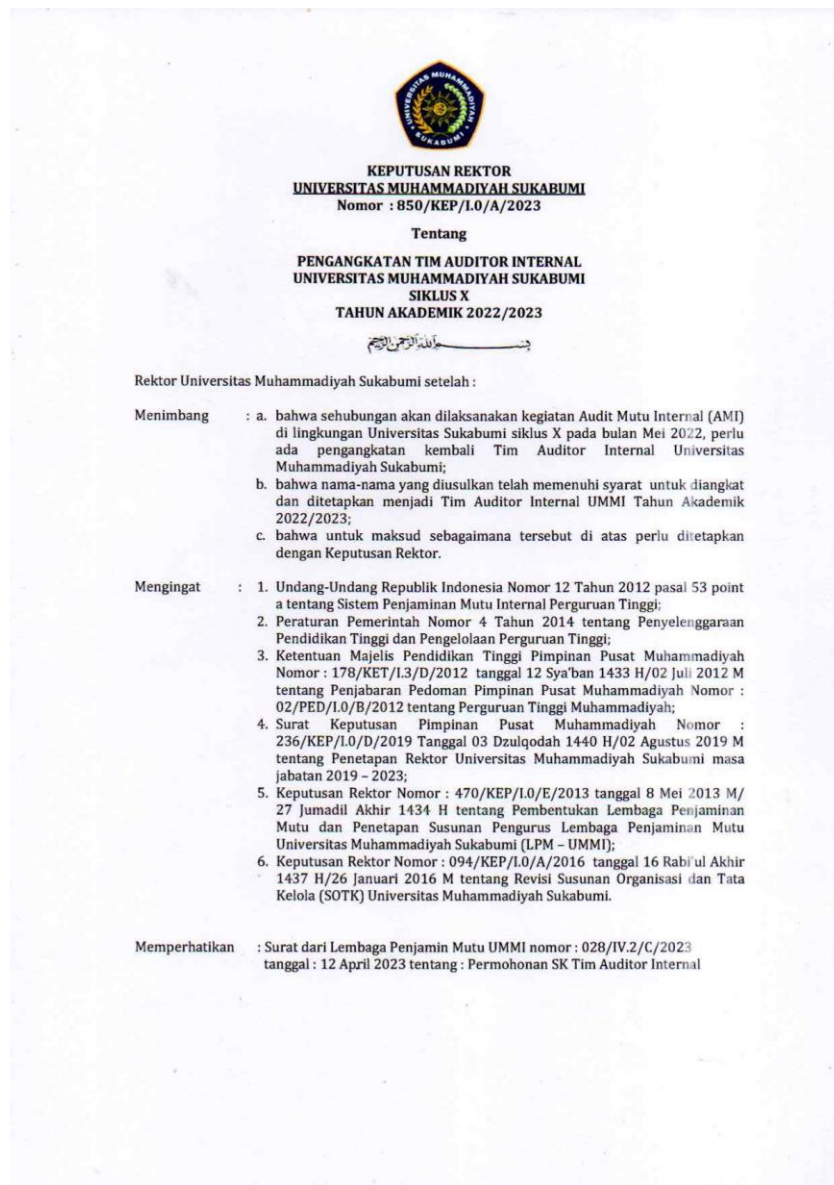 UNIVERSITAS MUHAMMADIYAH
SUKABUMI
KEPUTUSAN REKTOR
UNIVERSITAS MUHAMMADIYAH SUKABUMI
Nomor : 850/KEP/I.0/A/2023
Tentang
PENGANGKATAN TIM AUDITOR INTERNAL
UNIVERSITAS MUHAMMADIYAH SUKABUMI
SIKLUS X
TAHUN AKADEMIK 2022/2023
بسم الله الرحمن الرحيم
Rektor Universitas Muhammadiyah Sukabumi setelah :
Menimbang : a. bahwa sehubungan akan dilaksanakan kegiatan Audit Mutu Internal (AMI)
di lingkungan Universitas Sukabumi siklus X pada bulan Mei 2022, perlu
ada pengangkatan kembali Tim Auditor Internal Universitas
Muhammadiyah Sukabumi;
b. bahwa nama-nama yang diusulkan telah memenuhi syarat untuk diangkat
dan ditetapkan menjadi Tim Auditor Internal UMMI Tahun Akademik
2022/2023;
c. bahwa untuk maksud sebagaimana tersebut di atas perlu ditetapkan
dengan Keputusan Rektor.
Mengingat : 1. Undang-Undang Republik Indonesia Nomor 12 Tahun 2012 pasal 53 point
a tentang Sistem Penjaminan Mutu Internal Perguruan Tinggi;
2. Peraturan Pemerintah Nomor 4 Tahun 2014 tentang Penyelenggaraan
Pendidikan Tinggi dan Pengelolaan Perguruan Tinggi;
3. Ketentuan Majelis Pendidikan Tinggi Pimpinan Pusat Muhammadiyah
Nomor : 178/KET/I.3/D/2012 tanggal 12 Sya'ban 1433 H/02 Juli 2012 M
tentang Penjabaran Pedoman Pimpinan Pusat Muhammadiyah Nomor :
02/PED/I.0/B/2012 tentang Perguruan Tinggi Muhammadiyah;
4. Surat Keputusan Pimpinan Pusat Muhammadiyah Nomor :
236/KEP/I.0/D/2019 Tanggal 03 Dzulqodah 1440 H/02 Agustus 2019 M
tentang Penetapan Rektor Universitas Muhammadiyah Sukabumi masa
jabatan 2019 – 2023;
5. Keputusan Rektor Nomor : 470/KEP/I.0/E/2013 tanggal 8 Mei 2013 M/
27 Jumadil Akhir 1434 H tentang Pembentukan Lembaga Penjaminan
Mutu dan Penetapan Susunan Pengurus Lembaga Penjaminan Mutu
Universitas Muhammadiyah Sukabumi (LPM – UMMI);
6. Keputusan Rektor Nomor : 094/KEP/I.0/A/2016 tanggal 16 Rabi'ul Akhir
1437 H/26 Januari 2016 M tentang Revisi Susunan Organisasi dan Tata
Kelola (SOTK) Universitas Muhammadiyah Sukabumi.
Memperhatikan : Surat dari Lembaga Penjamin Mutu UMMI nomor : 028/IV.2/C/2023
tanggal : 12 April 2023 tentang : Permohonan SK Tim Auditor Internal